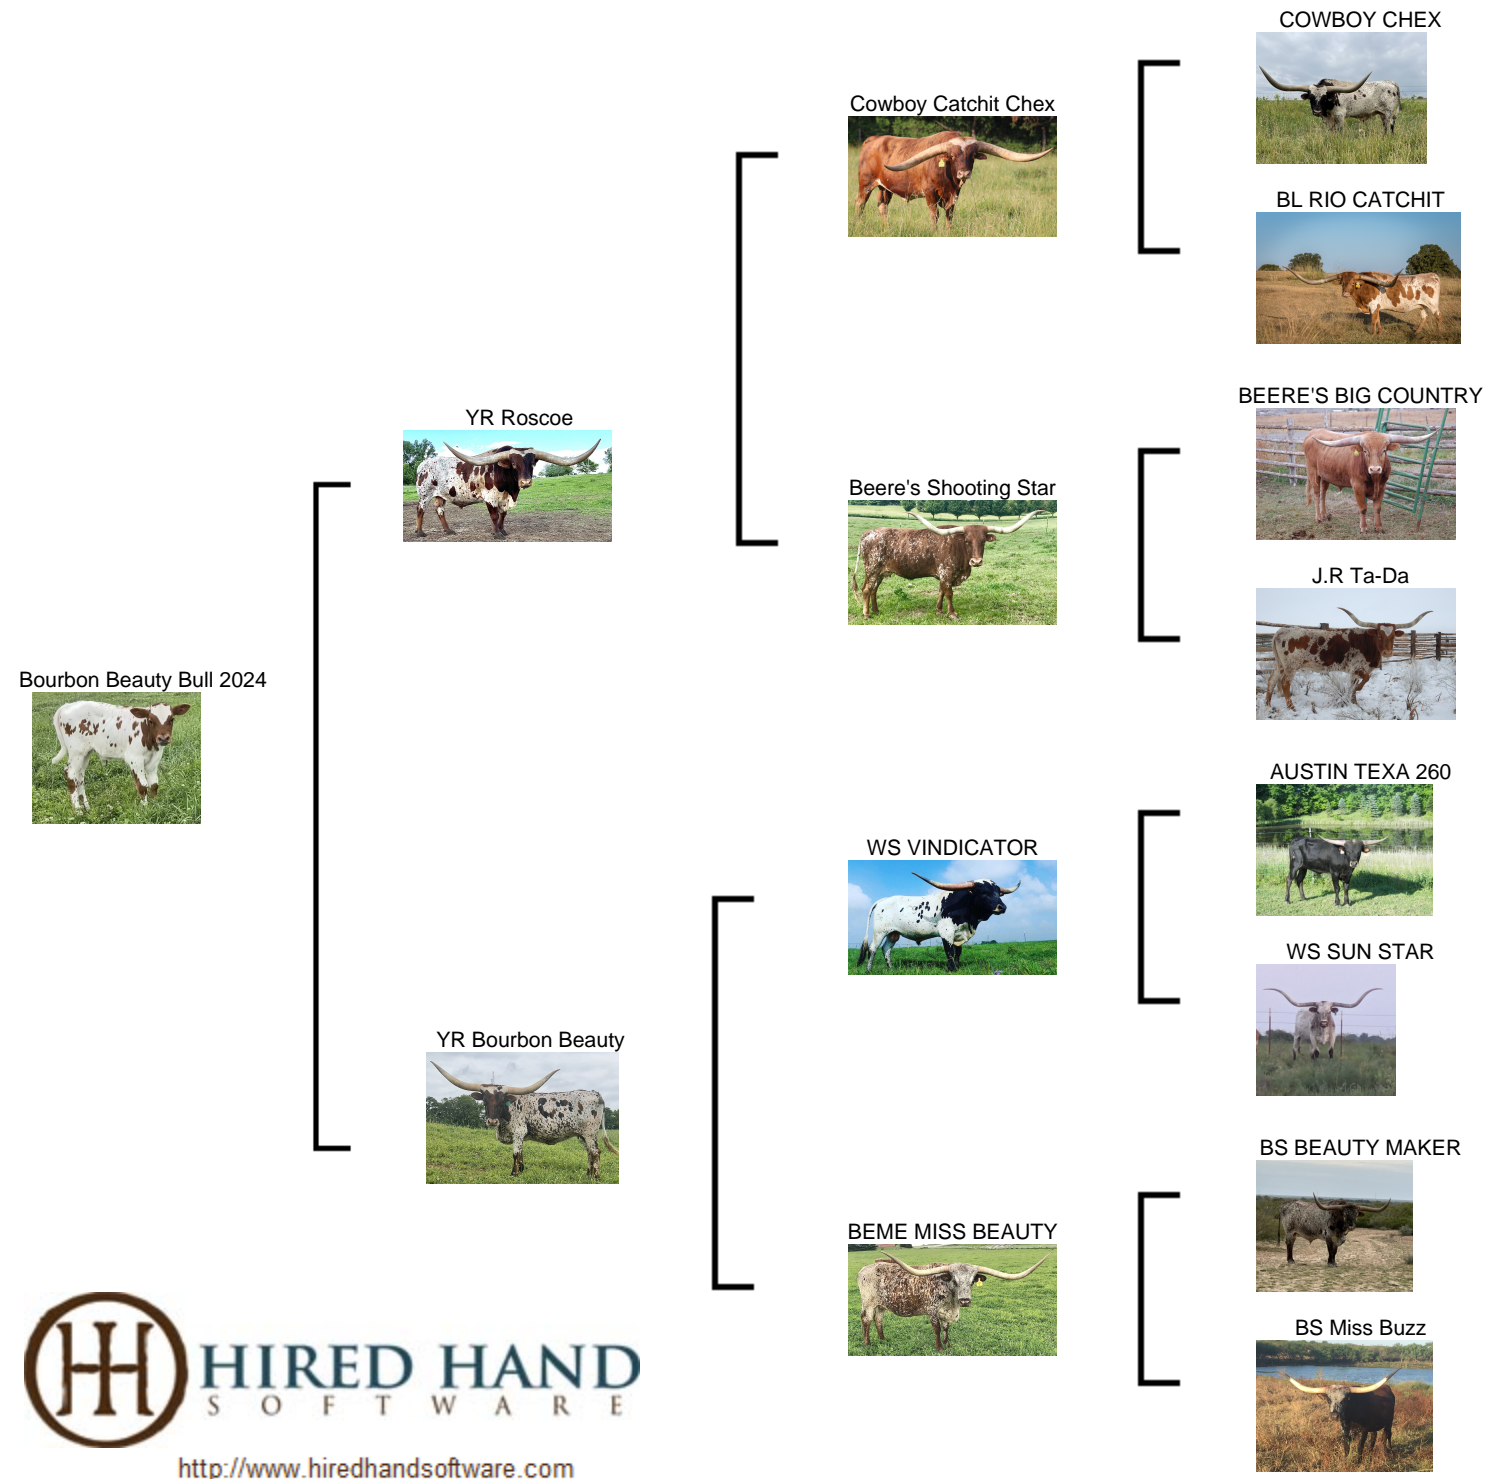 COWBOY CHEX
Cowboy Catchit Chex
BL RIO CATCHIT
BEERE'S BIG COUNTRY
YR Roscoe
Beere's Shooting Star
J.R Ta-Da
Bourbon Beauty Bull 2024
AUSTIN TEXA 260
WS VINDICATOR
WS SUN STAR
YR Bourbon Beauty
BS BEAUTY MAKER
BEME MISS BEAUTY
BS Miss Buzz
HIRED HAND
SOFTWARE
http://www.hiredhandsoftware.com